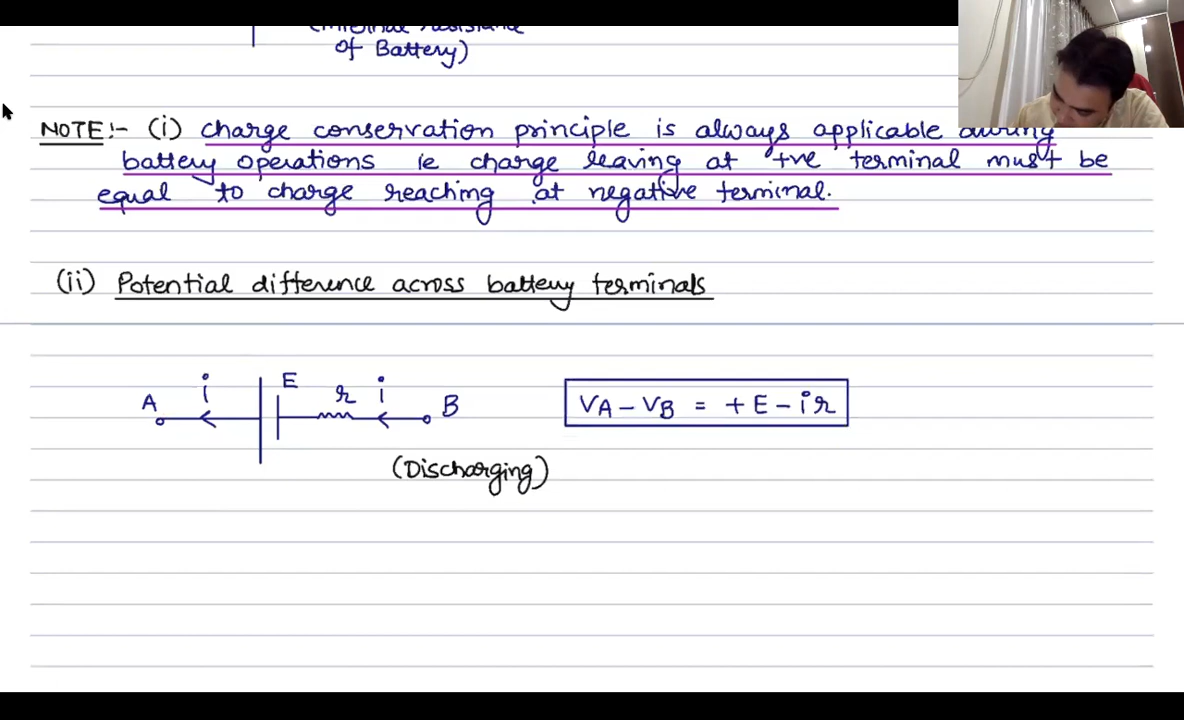 of Battery)
NOTE:- (i) charge conservation principle is always applicable during
battery operations ie charge leaving at +ve terminal must be
equal to charge reaching at negative terminal.
(ii) Potential difference across battery terminals
A i E r i B
VA - VB = + E - ir
(Discharging)